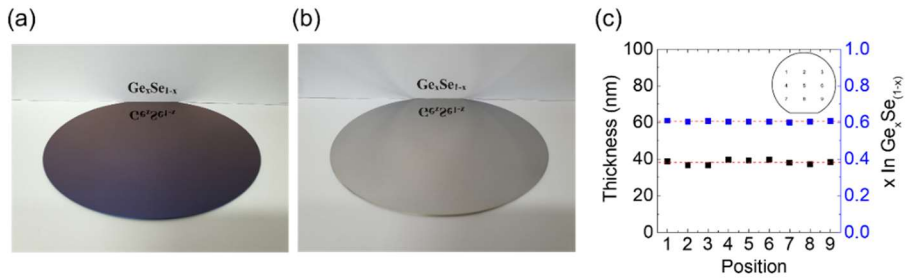 (a)
GeₓSe₁₋ₓ
GeₓSe₁₋ₓ
(b)
GeₓSe₁₋ₓ
GeₓSe₁₋ₓ
(c)
Thickness (nm)
100
80
60
40
20
0
1 2 3
4 5 6
7 8 9
1.0
0.8
0.6
0.4
0.2
0.0
x In GeₓSe₍₁₋ₓ₎
1 2 3 4 5 6 7 8 9
Position